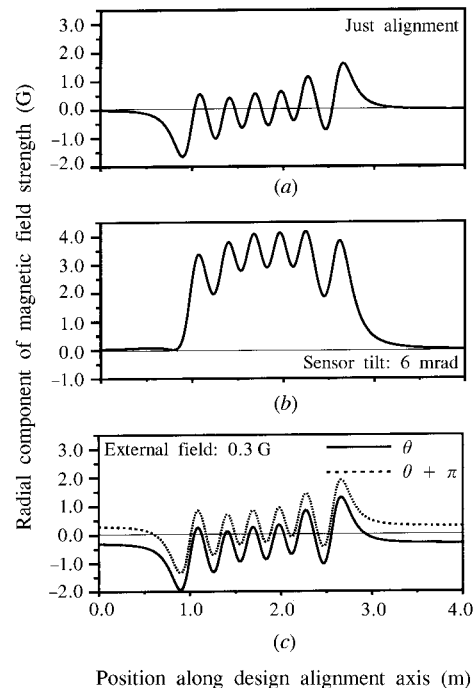 Radial component of magnetic field strength (G)
3.0
2.0
1.0
0.0
-1.0
-2.0
Just alignment
(a)
4.0
3.0
2.0
1.0
0.0
-1.0
Sensor tilt: 6 mrad
(b)
3.0
2.0
1.0
0.0
-1.0
-2.0
External field: 0.3 G
θ
θ + π
0.0
1.0
2.0
3.0
4.0
(c)
Position along design alignment axis (m)